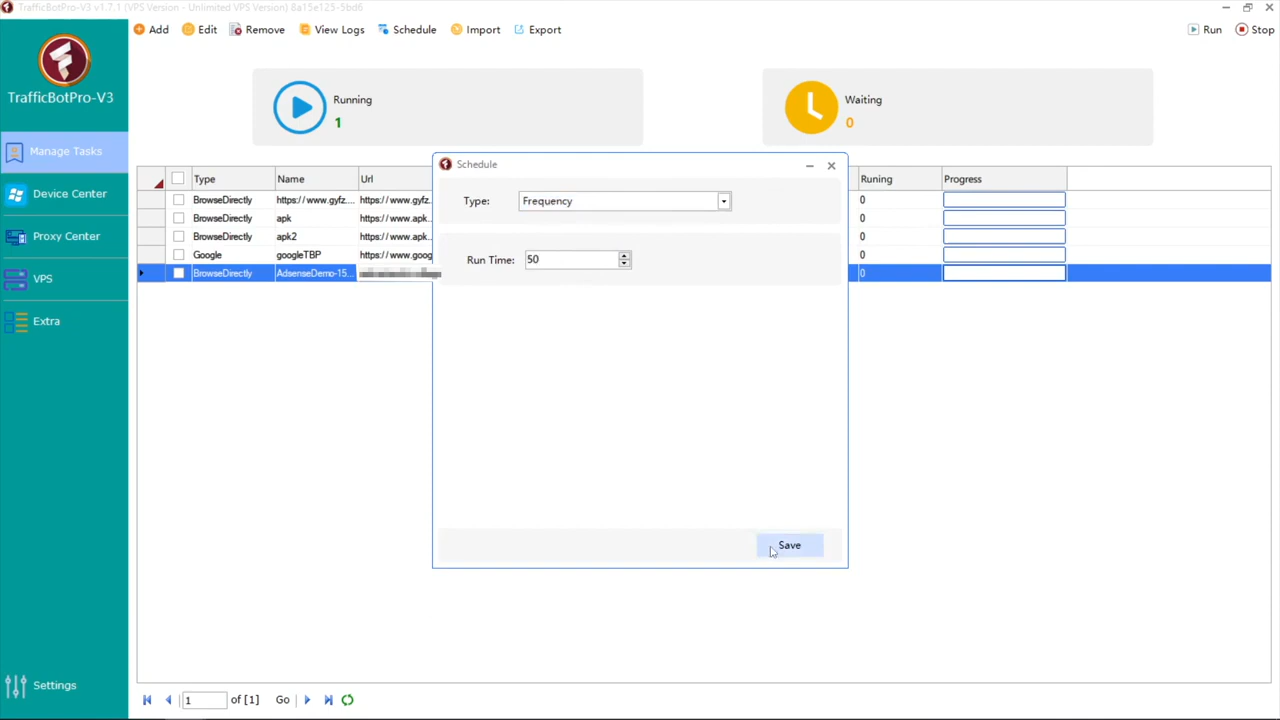 TrafficBotPro-V3 v1.7.1 (VPS Version - Unlimited VPS Version) 8a15e125-5bd6
Add Edit Remove View Logs Schedule Import Export Run Stop
TrafficBotPro-V3
Manage Tasks
Device Center
Proxy Center
VPS
Extra
Settings
Running
1
Waiting
0
Type Name Url Runing Progress
BrowseDirectly https://www.gyfz... https://www.gyfz. 0
BrowseDirectly apk https://www.apk. 0
BrowseDirectly apk2 https://www.apk. 0
Google googleTBP https://www.goog 0
BrowseDirectly AdsenseDemo-15... 0
Schedule
Type: Frequency
Run Time: 50
Save
1 of [1] Go